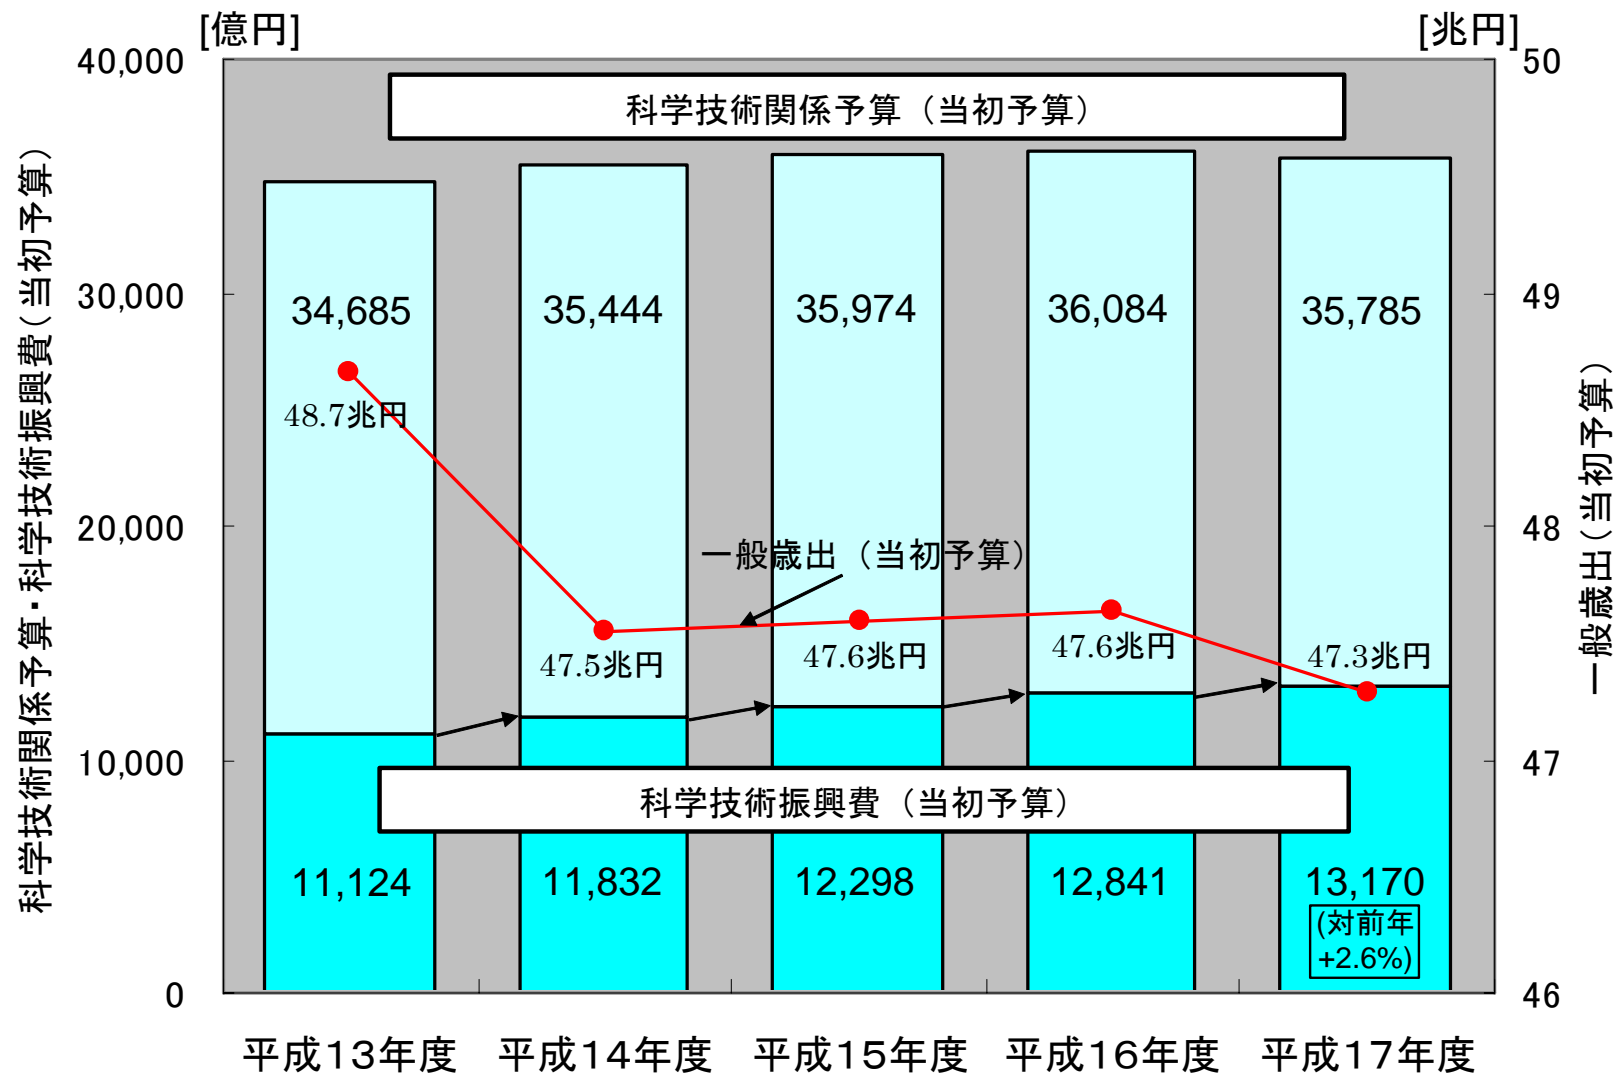 [億円]
[兆円]
40,000
30,000
20,000
10,000
0
50
49
48
47
46
科学技術関係予算・科学技術振興費(当初予算)
一般歳出(当初予算)
科学技術関係予算（当初予算）
34,685
35,444
35,974
36,084
35,785
48.7兆円
47.5兆円
47.6兆円
47.6兆円
47.3兆円
一般歳出（当初予算）
科学技術振興費（当初予算）
11,124
11,832
12,298
12,841
13,170
(対前年
+2.6%)
平成13年度
平成14年度
平成15年度
平成16年度
平成17年度